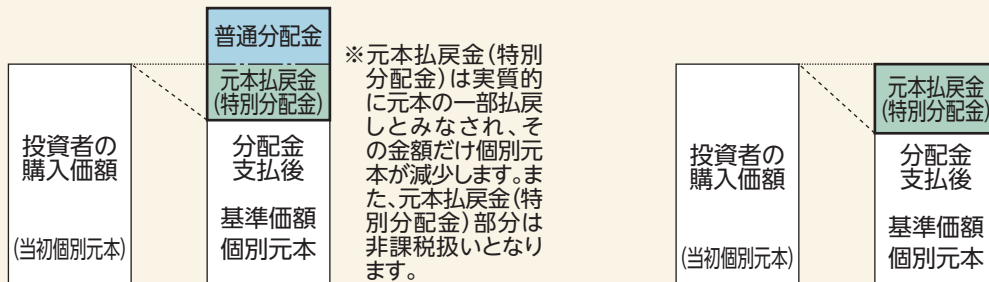 普通分配金
元本払戻金
(特別分配金)
投資者の
購入価額
(当初個別元本)
分配金
支払後
基準価額
個別元本
※元本払戻金(特別
分配金)は実質的
に元本の一部払戻
しとみなされ、そ
の金額だけ個別元
本が減少します。ま
た、元本払戻金(特
別分配金)部分は
非課税扱いとなり
ます。
投資者の
購入価額
(当初個別元本)
元本払戻金
(特別分配金)
分配金
支払後
基準価額
個別元本